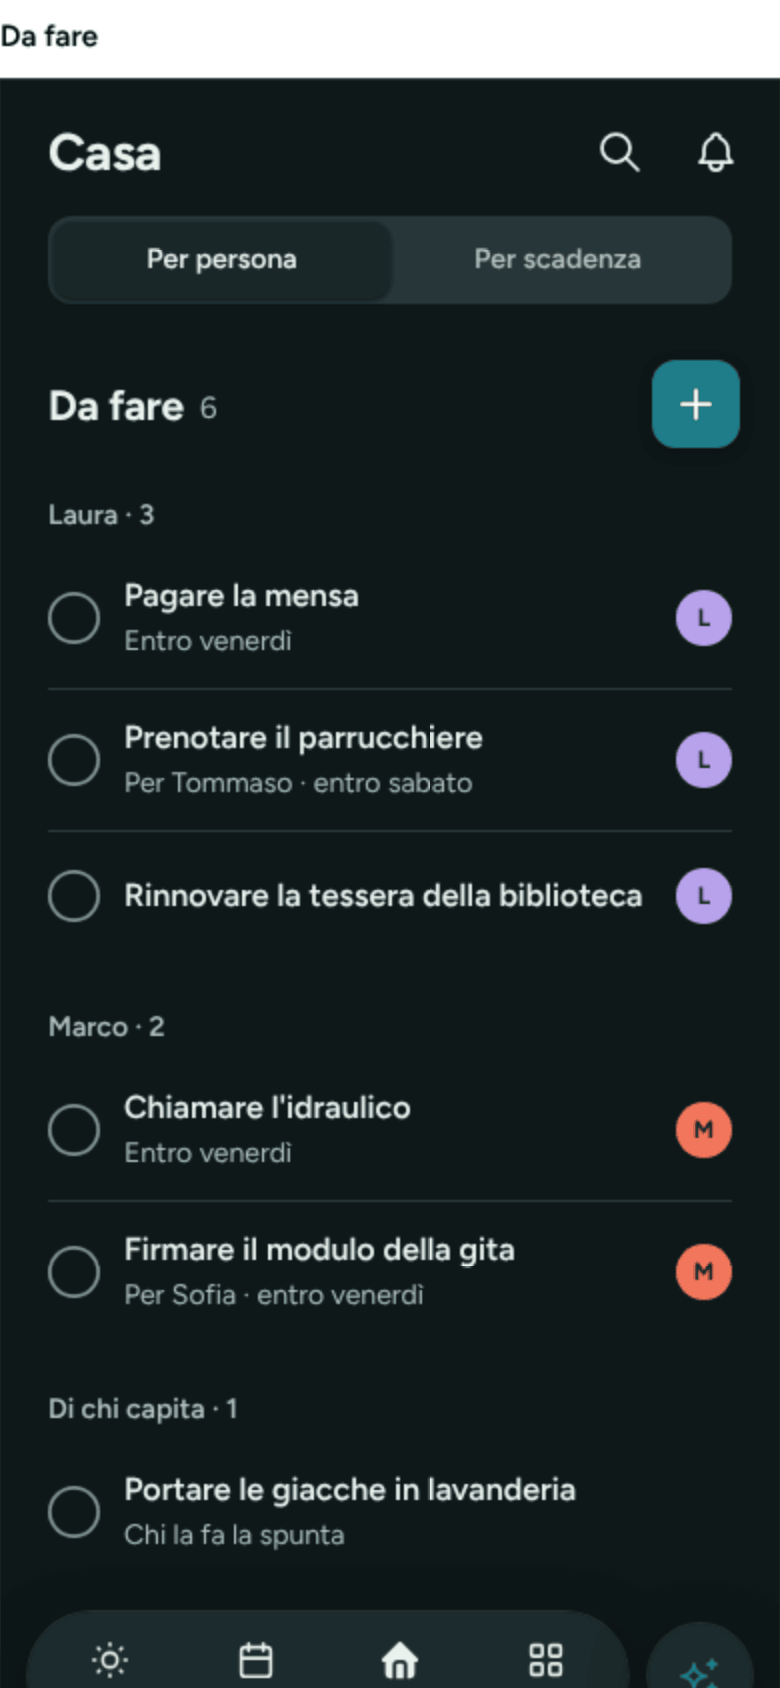 Da fare
Casa
Per persona
Per scadenza
Da fare 6
Laura · 3
Pagare la mensa
Entro venerdì
L
Prenotare il parrucchiere
Per Tommaso · entro sabato
L
Rinnovare la tessera della biblioteca
L
Marco · 2
Chiamare l'idraulico
Entro venerdì
M
Firmare il modulo della gita
Per Sofia · entro venerdì
M
Di chi capita · 1
Portare le giacche in lavanderia
Chi la fa la spunta